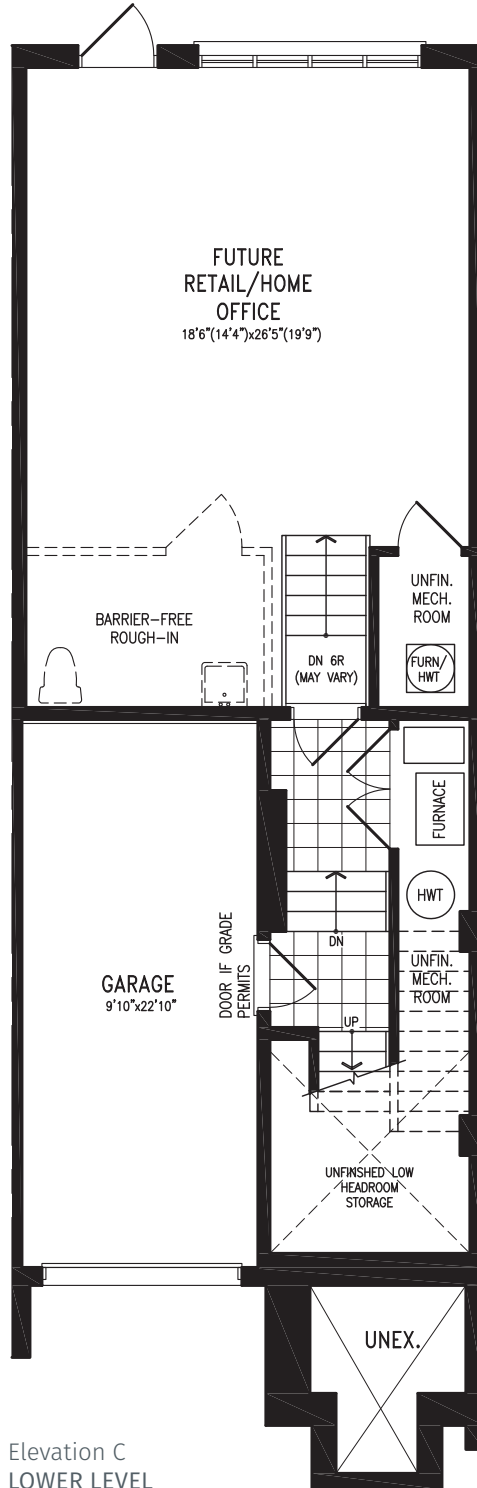 FUTURE
RETAIL/HOME
OFFICE
18'6"(14'4")x26'5"(19'9")
UNFIN.
MECH.
ROOM
BARRIER-FREE
ROUGH-IN
FURN/
HWT
DN 6R
(MAY VARY)
FURNACE
HWT
DN
DOOR IF GRADE
PERMITS
UNFIN.
MECH.
ROOM
GARAGE
9'10"x22'10"
UP
UNFINSHED LOW
HEADROOM
STORAGE
UNEX.
Elevation C
LOWER LEVEL